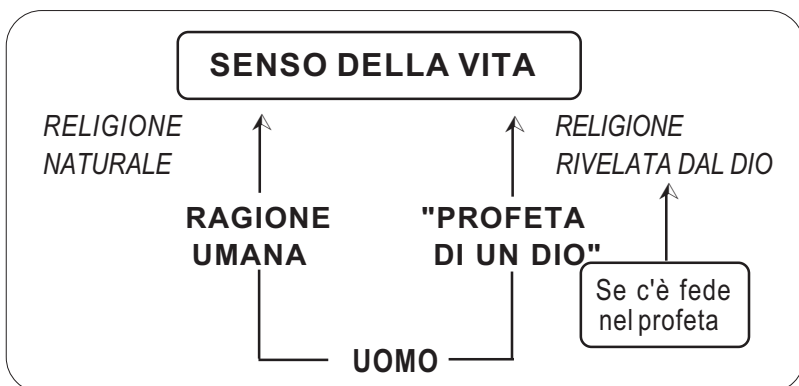 SENSO DELLA VITA
RELIGIONE
NATURALE
RELIGIONE
RIVELATA DAL DIO
RAGIONE
UMANA
"PROFETA
DI UN DIO"
Se c'è fede
nel profeta
UOMO